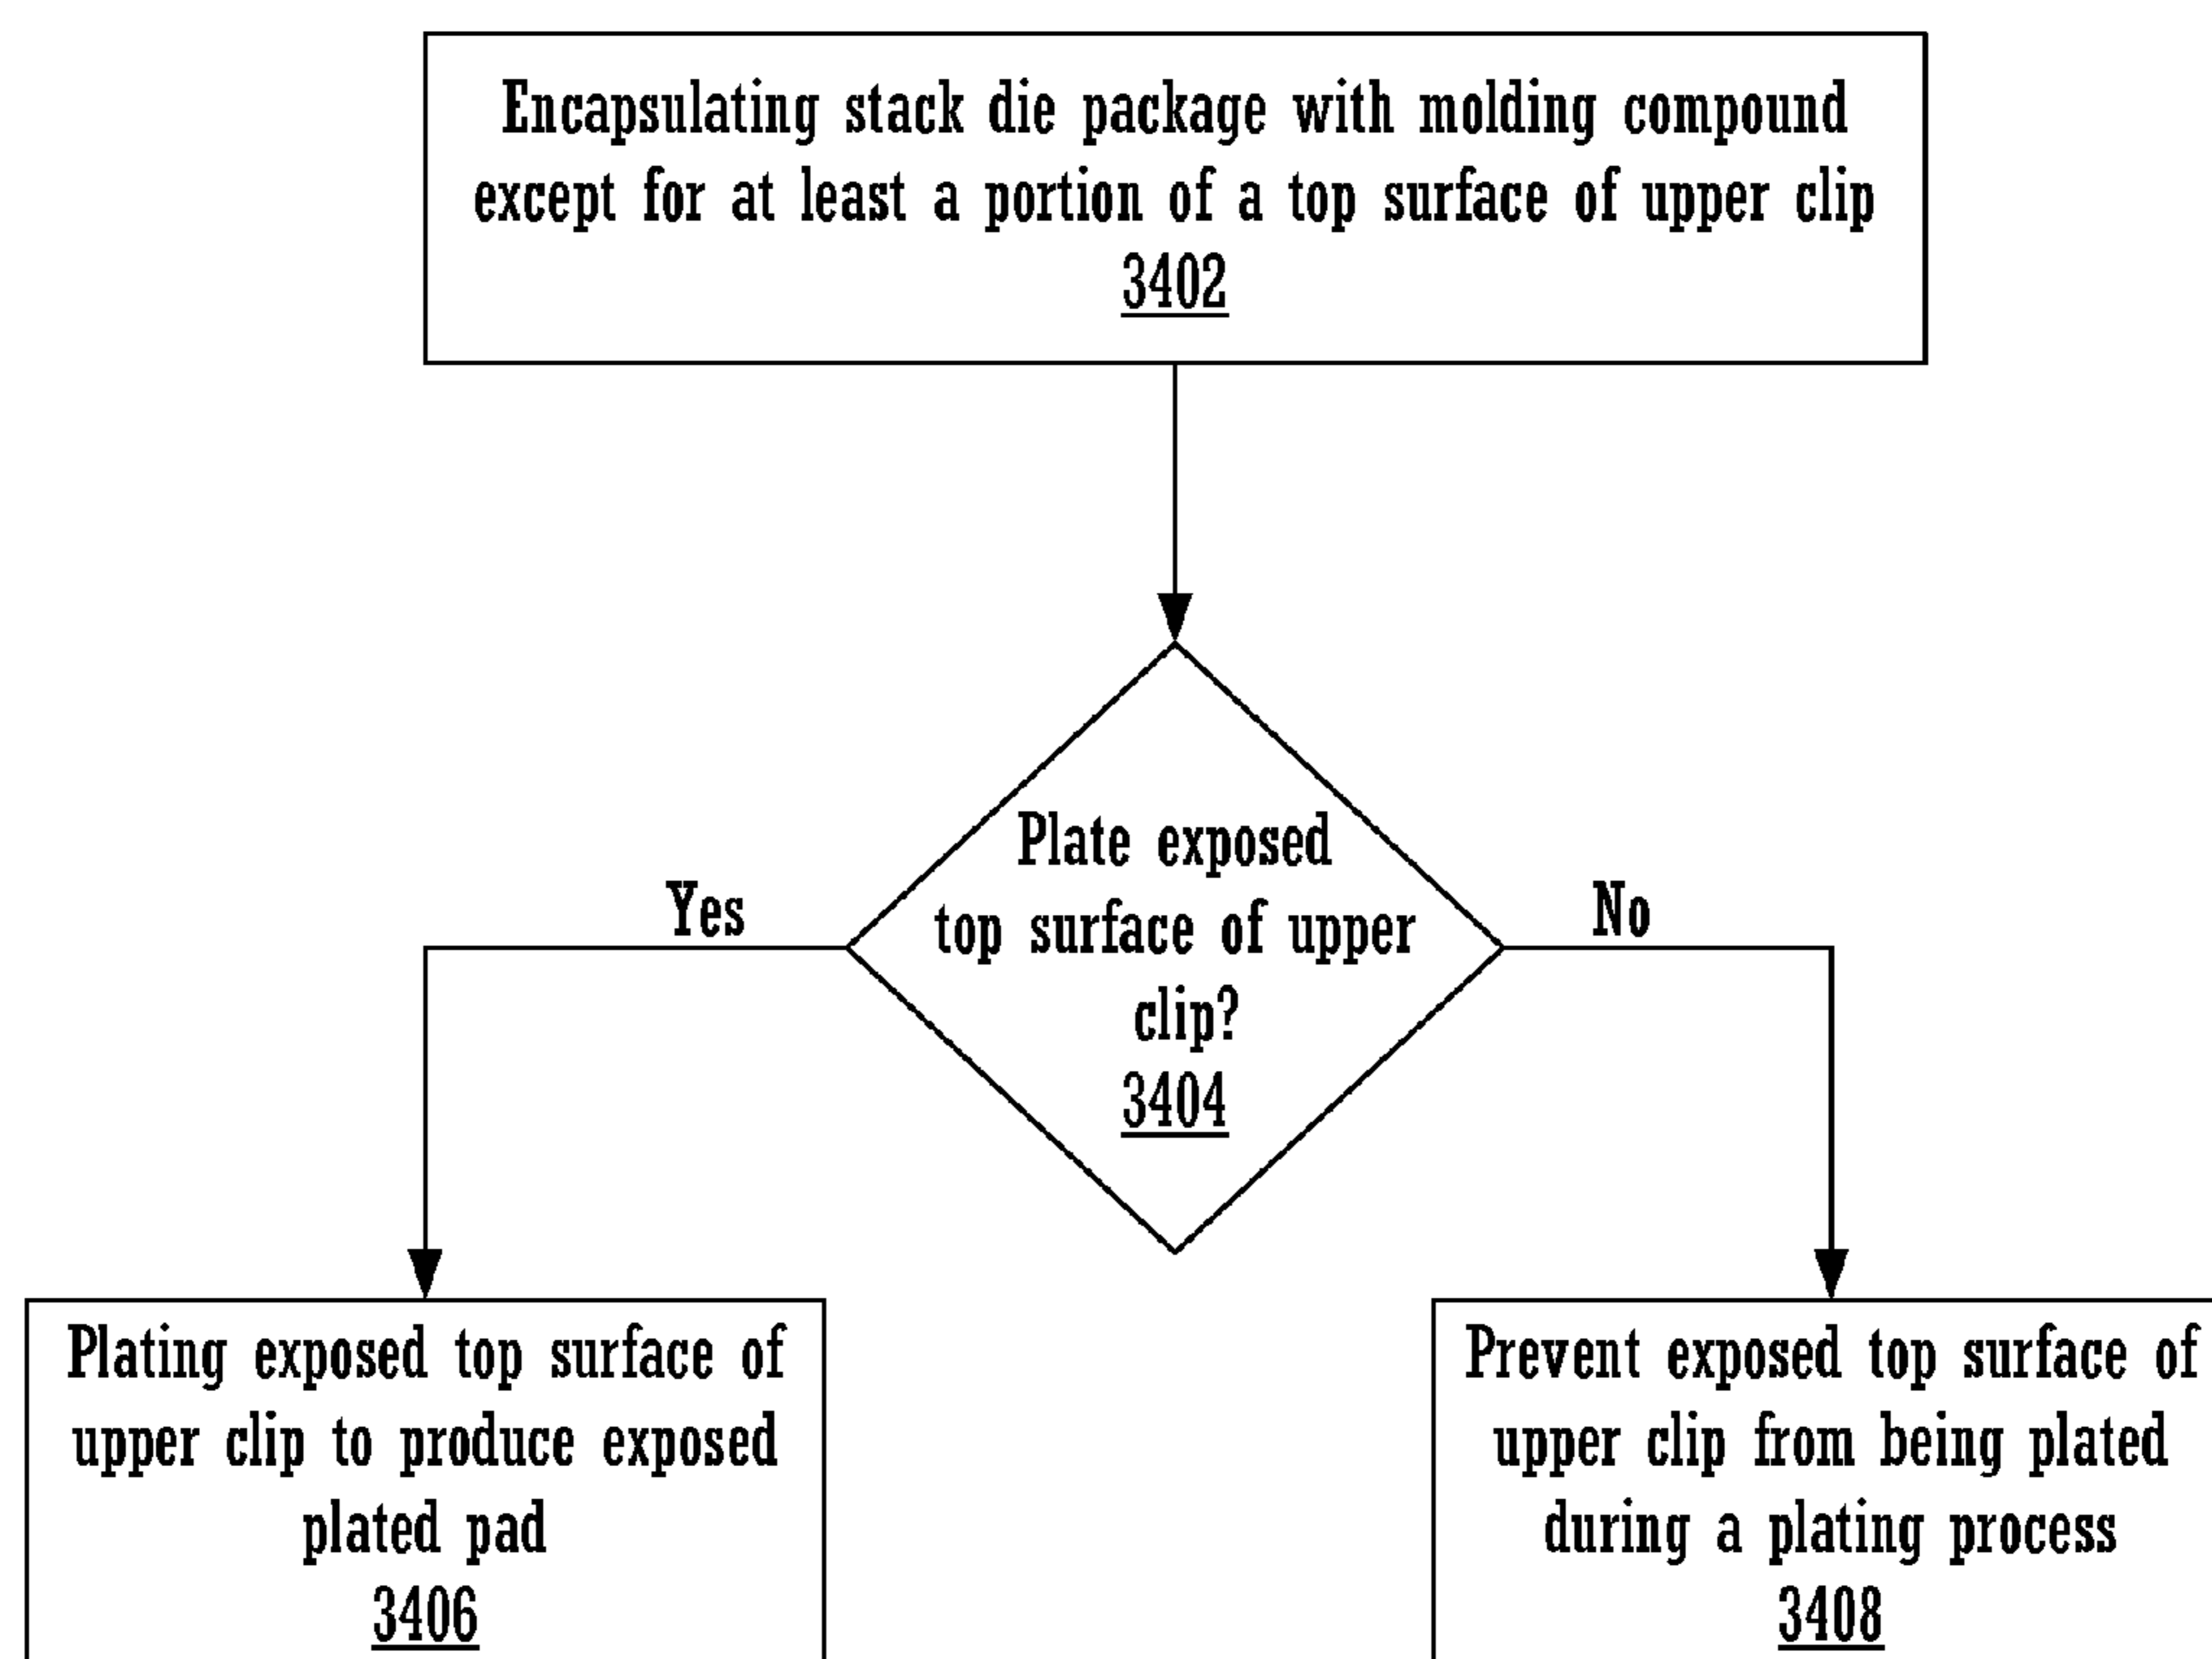 Encapsulating stack die package with molding compound
except for at least a portion of a top surface of upper clip
3402
Plate exposed
top surface of upper
clip?
3404
Yes
No
Plating exposed top surface of
upper clip to produce exposed
plated pad
3406
Prevent exposed top surface of
upper clip from being plated
during a plating process
3408